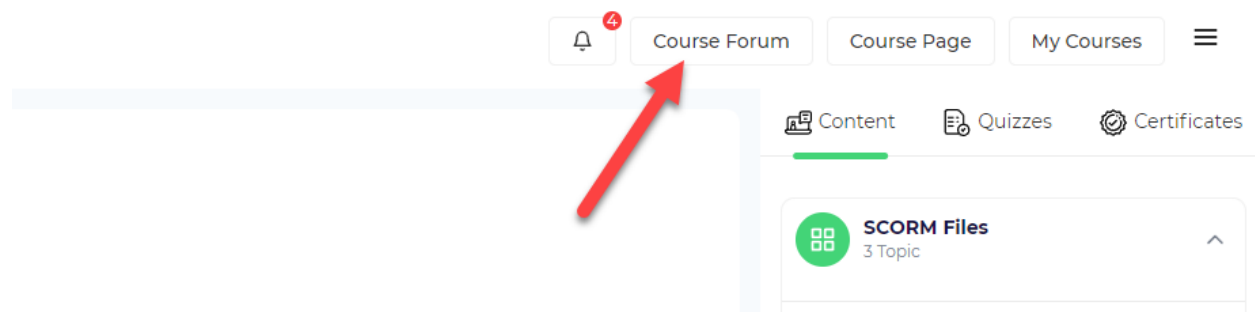 4
Course Forum
Course Page
My Courses
Content
Quizzes
Certificates
SCORM Files
3 Topic